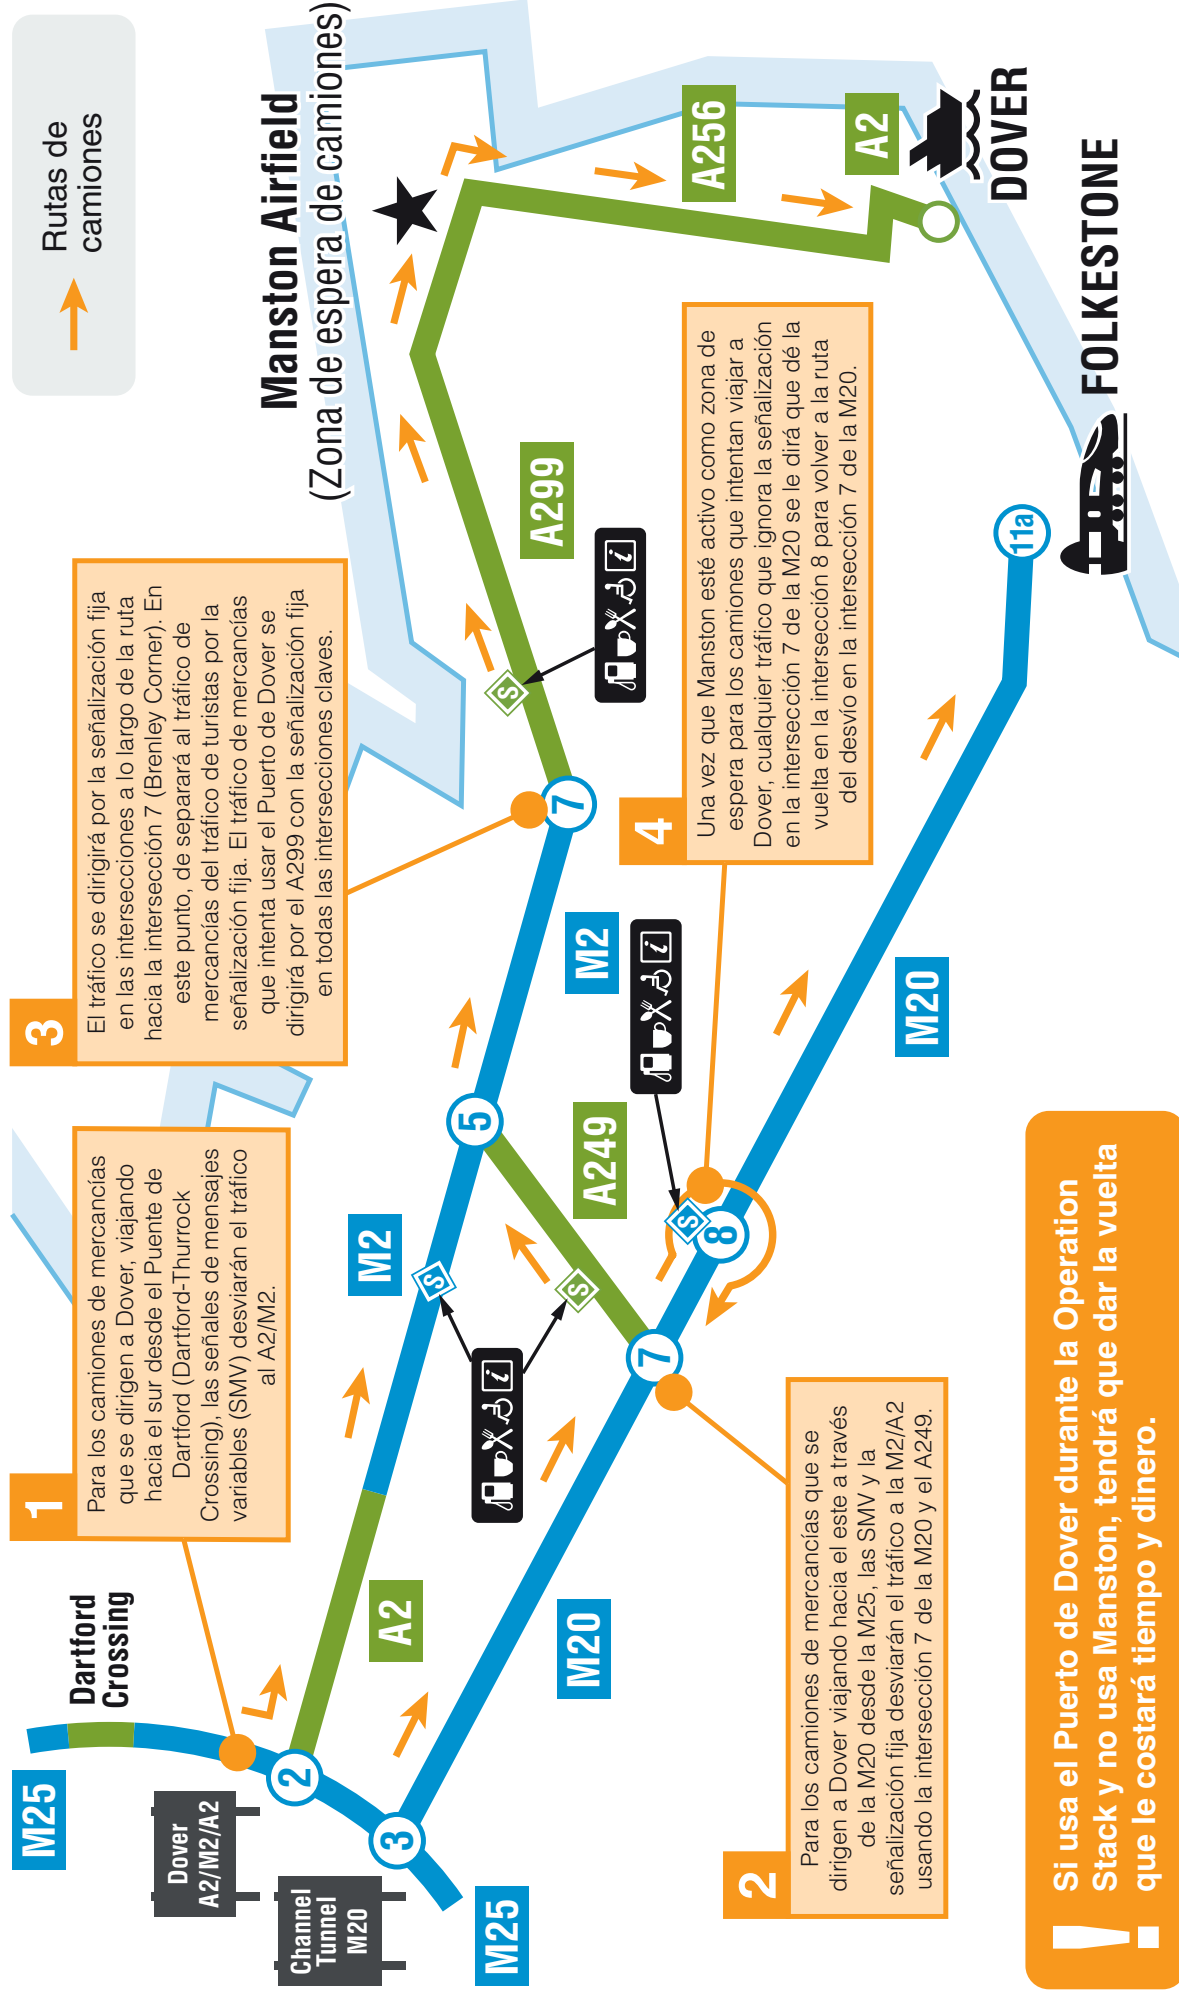 Rutas de
camiones
Manston Airfield
(Zona de espera de camiones)
3
El tráfico se dirigirá por la señalización fija
en las intersecciones a lo largo de la ruta
hacia la intersección 7 (Brenley Corner). En
este punto, de separará al tráfico de
mercancías del tráfico de turistas por la
señalización fija. El tráfico de mercancías
que intenta usar el Puerto de Dover se
dirigirá por el A299 con la señalización fija
en todas las intersecciones claves.
1
Para los camiones de mercancías
que se dirigen a Dover, viajando
hacia el sur desde el Puente de
Dartford (Dartford-Thurrock
Crossing), las señales de mensajes
variables (SMV) desviarán el tráfico
al A2/M2.
Dartford
Crossing
M25
Dover
A2/M2/A2
Channel
Tunnel
M20
M25
2
3
A2
M2
S
5
M2
7
S
A299
A256
A2
DOVER
FOLKESTONE
i
i
i
A249
S
M20
7
S
8
M20
11a
4
Una vez que Manston esté activo como zona de
espera para los camiones que intentan viajar a
Dover, cualquier tráfico que ignora la señalización
en la intersección 7 de la M20 se le dirá que dé la
vuelta en la intersección 8 para volver a la ruta
del desvío en la intersección 7 de la M20.
2
Para los camiones de mercancías que se
dirigen a Dover viajando hacia el este a través
de la M20 desde la M25, las SMV y la
señalización fija desviarán el tráfico a la M2/A2
usando la intersección 7 de la M20 y el A249.
!
Si usa el Puerto de Dover durante la Operation
Stack y no usa Manston, tendrá que dar la vuelta
que le costará tiempo y dinero.